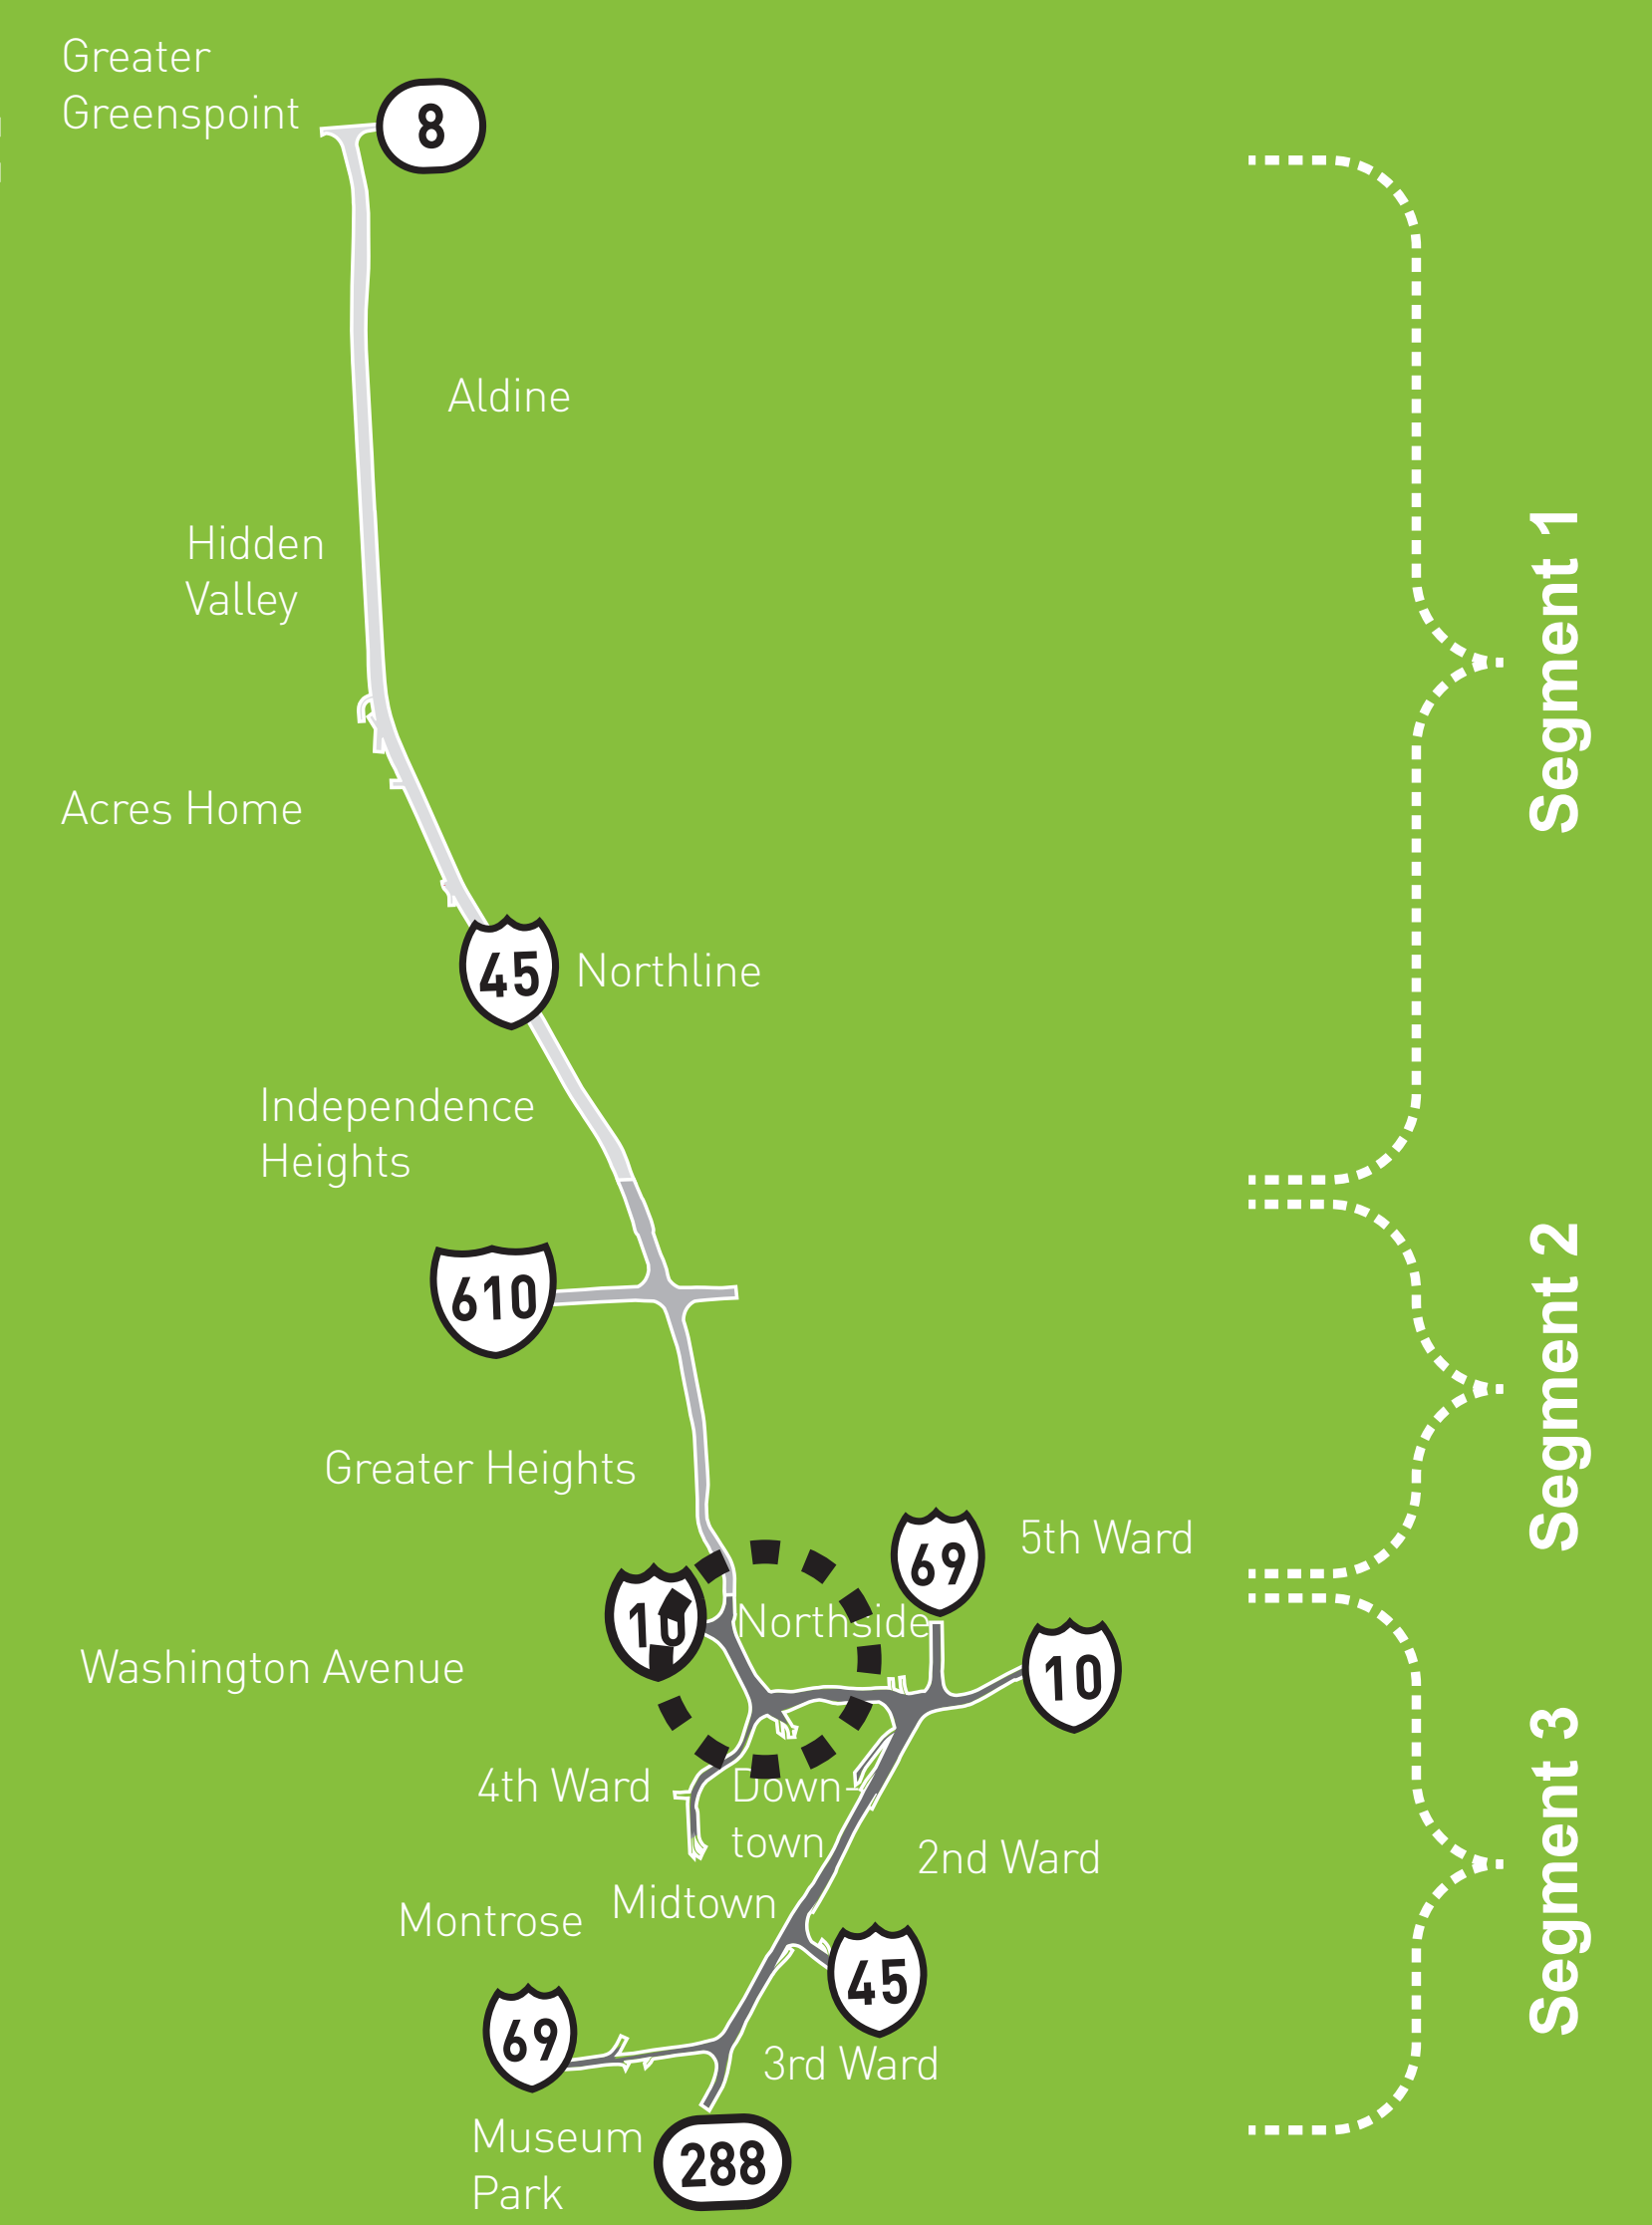 Greater
Greenspoint
8
Aldine
Hidden
Valley
Segment 1
Acres Home
45
Northline
Independence
Heights
610
Segment 2
Greater Heights
69
5th Ward
10
Northside
Washington Avenue
10
4th Ward
Down-
town
2nd Ward
Segment 3
Midtown
Montrose
45
69
3rd Ward
Museum
Park
288